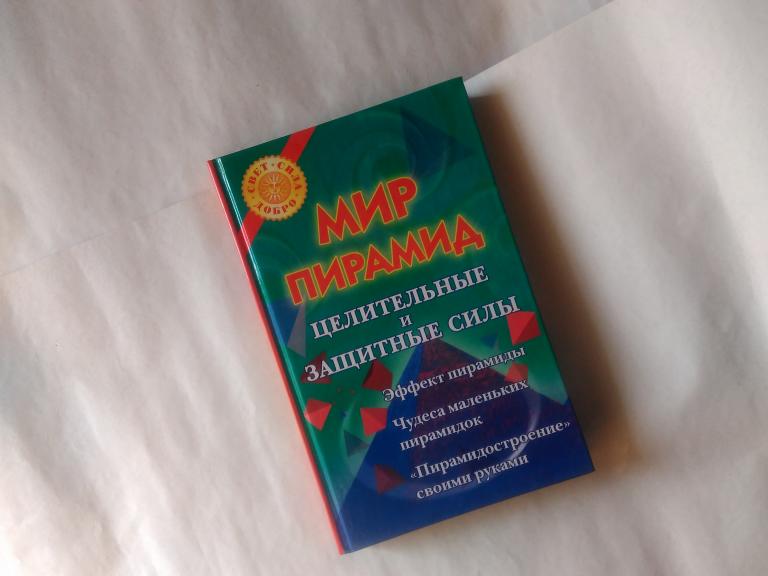 СВЕТ • СИЛА • ДОБРО •
МИР
ПИРАМИД
ЦЕЛИТЕЛЬНЫЕ
И
ЗАЩИТНЫЕ СИЛЫ
Эффект пирамиды
Чудеса маленьких
пирамидок
«Пирамидостроение»
своими руками